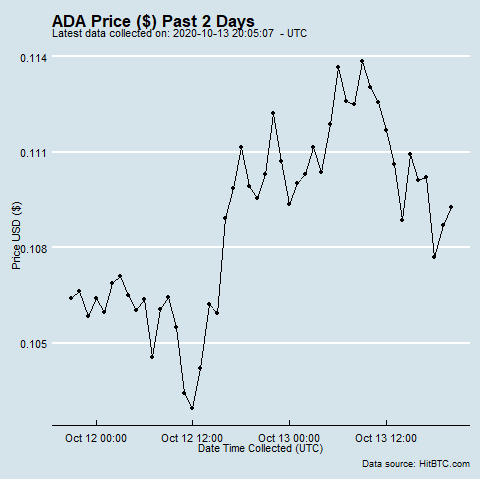 ADA Price ($) Past 2 Days
Latest data collected on: 2020-10-13 20:05:07 - UTC
0.114
0.111
0.108
0.105
Price USD ($)
Oct 12 00:00
Oct 12 12:00
Oct 13 00:00
Oct 13 12:00
Date Time Collected (UTC)
Data source: HitBTC.com